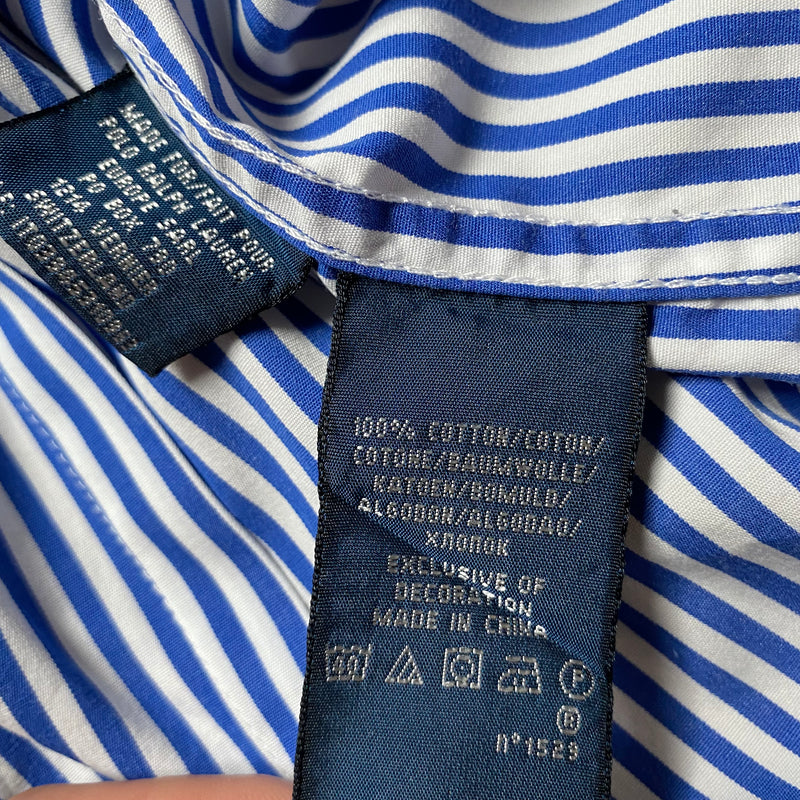 MADE FOR/FAIT POUR
POLO RALPH LAUREN
EUROPE SARL
PO BOX
1214 VERNIER
SWITZERLAND
100% COTTON/COTON/
COTONE/BAUMWOLLE/
KATOEN/BOMULD/
ALGODON/ALGODAO/
ХЛОПОК
EXCLUSIVE OF
DECORATION
MADE IN CHINA
P
R
n°1529